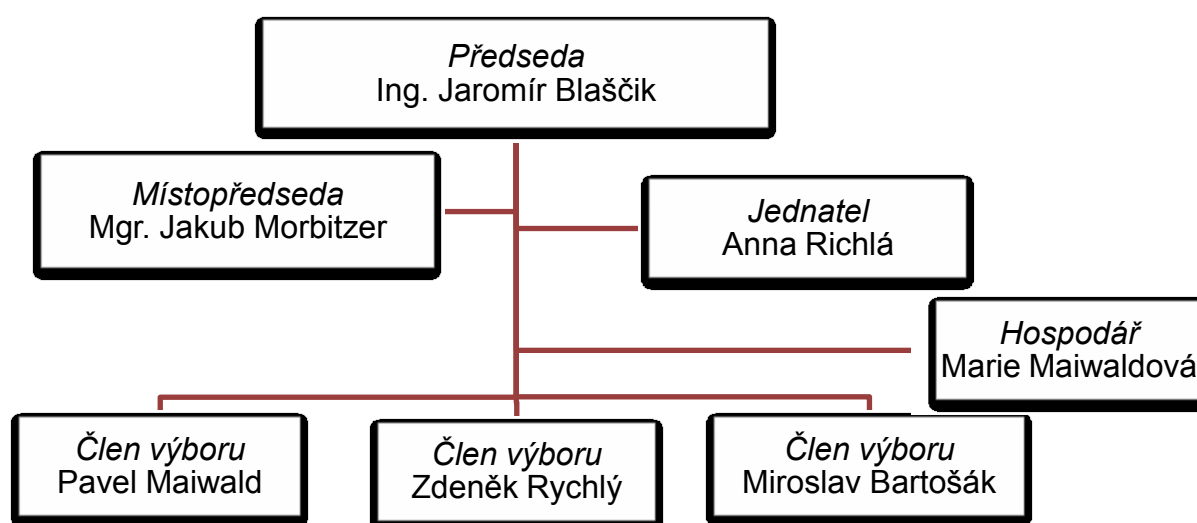 Předseda
Ing. Jaromír Blaščik
Místopředseda
Mgr. Jakub Morbitzer
Jednatel
Anna Richlá
Hospodář
Marie Maiwaldová
Člen výboru
Pavel Maiwald
Člen výboru
Zdeněk Rychlý
Člen výboru
Miroslav Bartošák